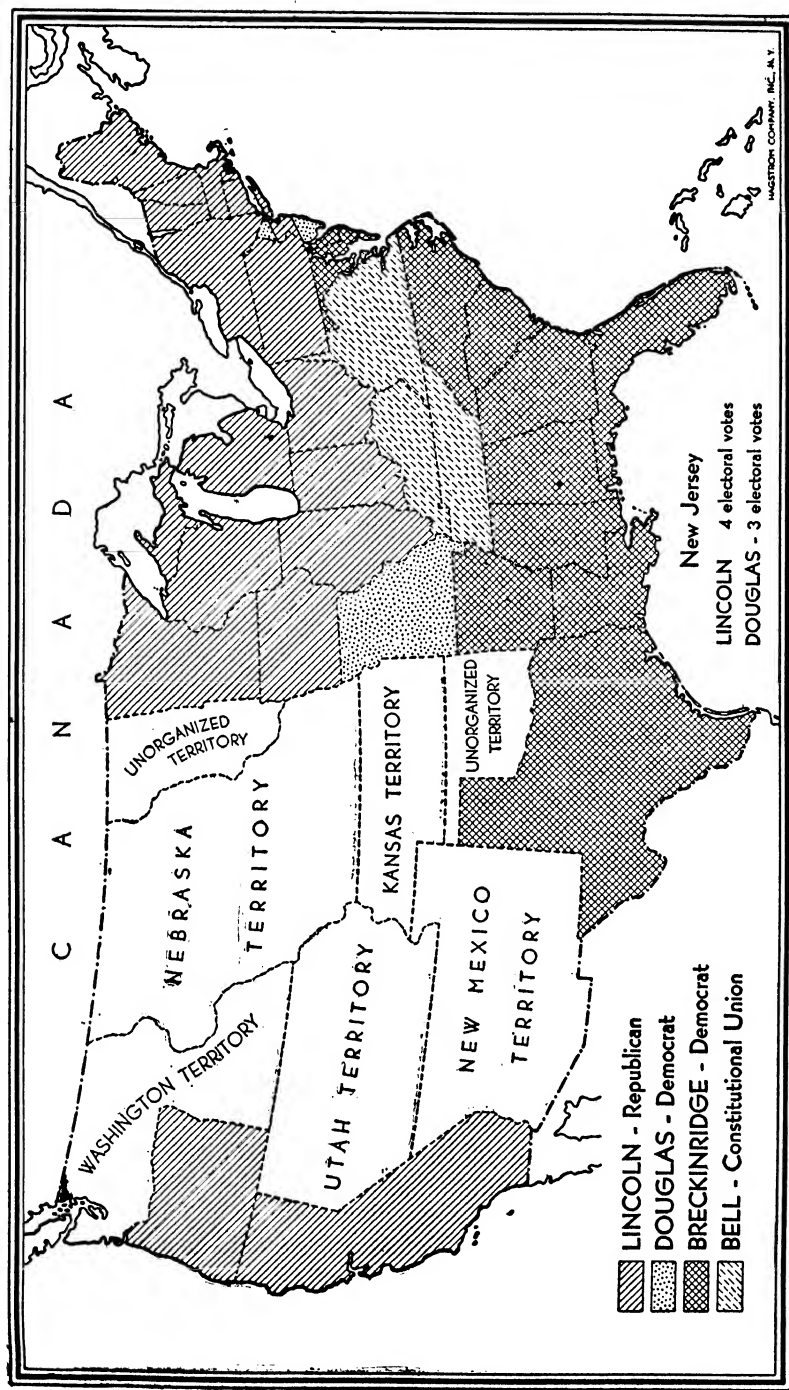 C A N A D A
WASHINGTON TERRITORY
NEBRASKA
TERRITORY
UNORGANIZED
TERRITORY
UTAH TERRITORY
KANSAS TERRITORY
NEW MEXICO
TERRITORY
UNORGANIZED
TERRITORY
LINCOLN - Republican
DOUGLAS - Democrat
BRECKINRIDGE - Democrat
BELL - Constitutional Union
New Jersey
LINCOLN 4 electoral votes
DOUGLAS - 3 electoral votes
HAGSTROM COMPANY, INC., N.Y.